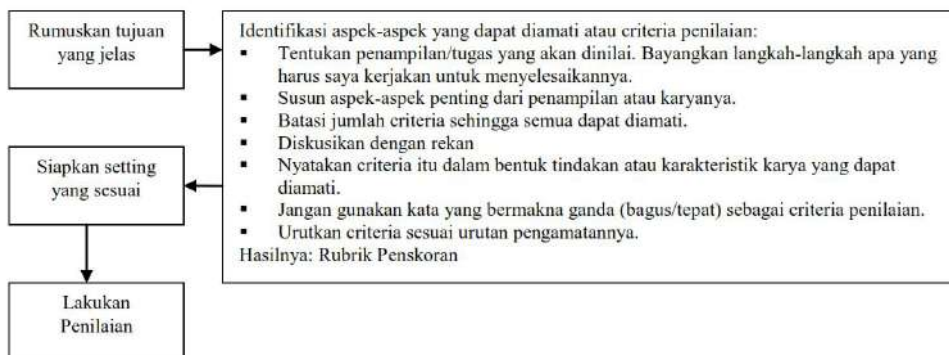 Rumuskan tujuan
yang jelas
Identifikasi aspek-aspek yang dapat diamati atau criteria penilaian:
▪ Tentukan penampilan/tugas yang akan dinilai. Bayangkan langkah-langkah apa yang
harus saya kerjakan untuk menyelesaikannya.
▪ Susun aspek-aspek penting dari penampilan atau karyanya.
▪ Batasi jumlah criteria sehingga semua dapat diamati.
▪ Diskusikan dengan rekan
▪ Nyatakan criteria itu dalam bentuk tindakan atau karakteristik karya yang dapat
diamati.
▪ Jangan gunakan kata yang bermakna ganda (bagus/tepat) sebagai criteria penilaian.
▪ Urutkan criteria sesuai urutan pengamatannya.
Hasilnya: Rubrik Penskoran
Siapkan setting
yang sesuai
Lakukan
Penilaian